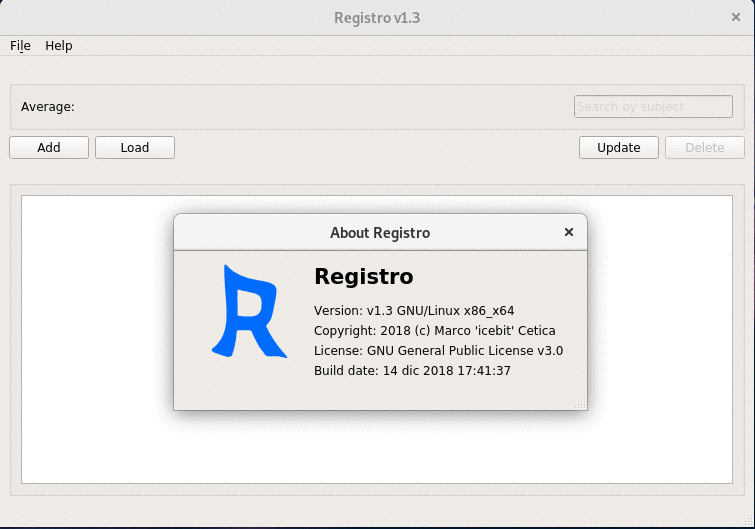 Registro v1.3
File Help
Average:
Search by subject
Add Load Update Delete
About Registro
Registro
Version: v1.3 GNU/Linux x86_x64
Copyright: 2018 (c) Marco 'icebit' Cetica
License: GNU General Public License v3.0
Build date: 14 dic 2018 17:41:37